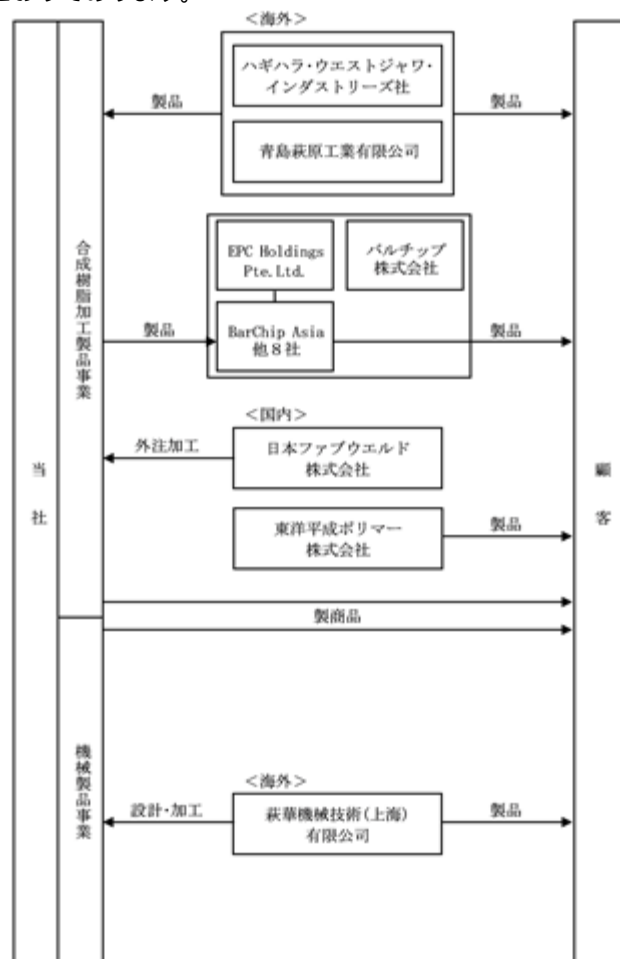 ＜海外＞
ハギハラ・ウエストジャワ・
インダストリーズ社
製品
製品
青島萩原工業有限公司
合成樹脂加工製品事業
EPC Holdings
Pte.Ltd.
バルチップ
株式会社
製品
BarChip Asia
他８社
製品
＜国内＞
外注加工
日本ファブウエルド
株式会社
当社
顧客
東洋平成ポリマー
株式会社
製品
製商品
機械製品事業
＜海外＞
設計・加工
萩華機械技術(上海)
有限公司
製品